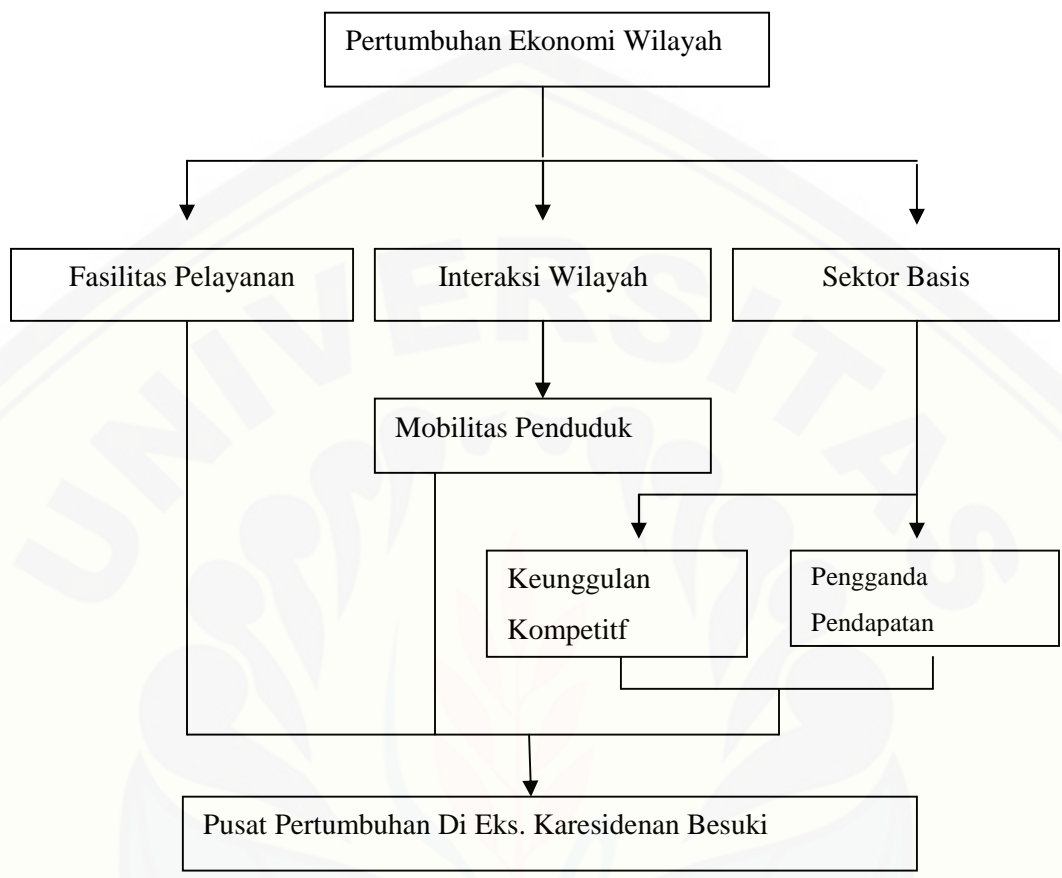 Pertumbuhan Ekonomi Wilayah
Fasilitas Pelayanan
Interaksi Wilayah
Sektor Basis
Mobilitas Penduduk
Keunggulan
Kompetitf
Pengganda
Pendapatan
Pusat Pertumbuhan Di Eks. Karesidenan Besuki
UNIVERSITAS